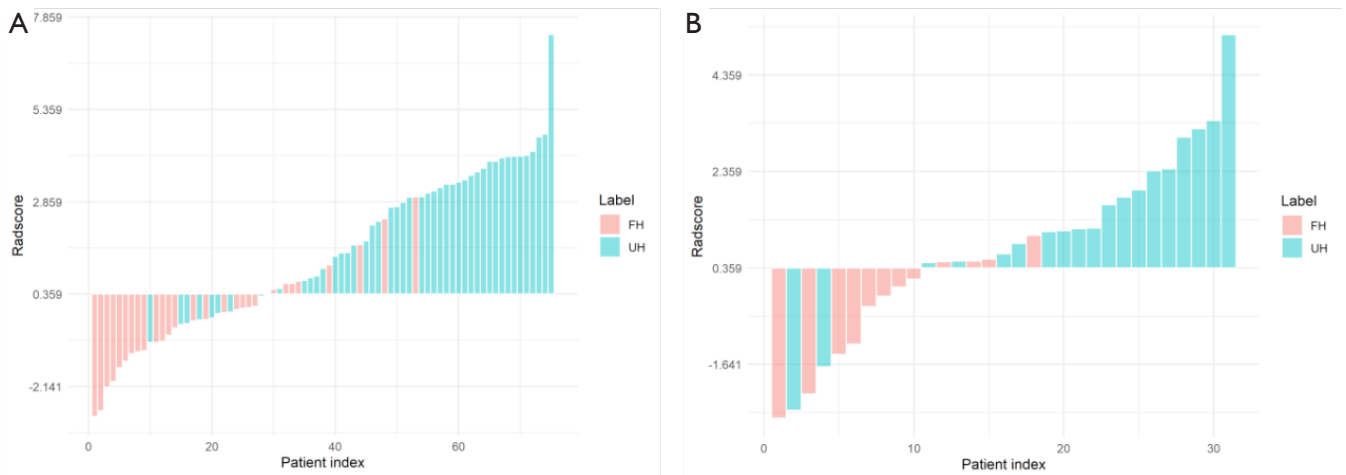 A
7.859
5.359
2.859
0.359
-2.141
Radscore
0
20
40
60
Patient index
Label
FH
UH
B
4.359
2.359
0.359
-1.641
Radscore
0
10
20
30
Patient index
Label
FH
UH